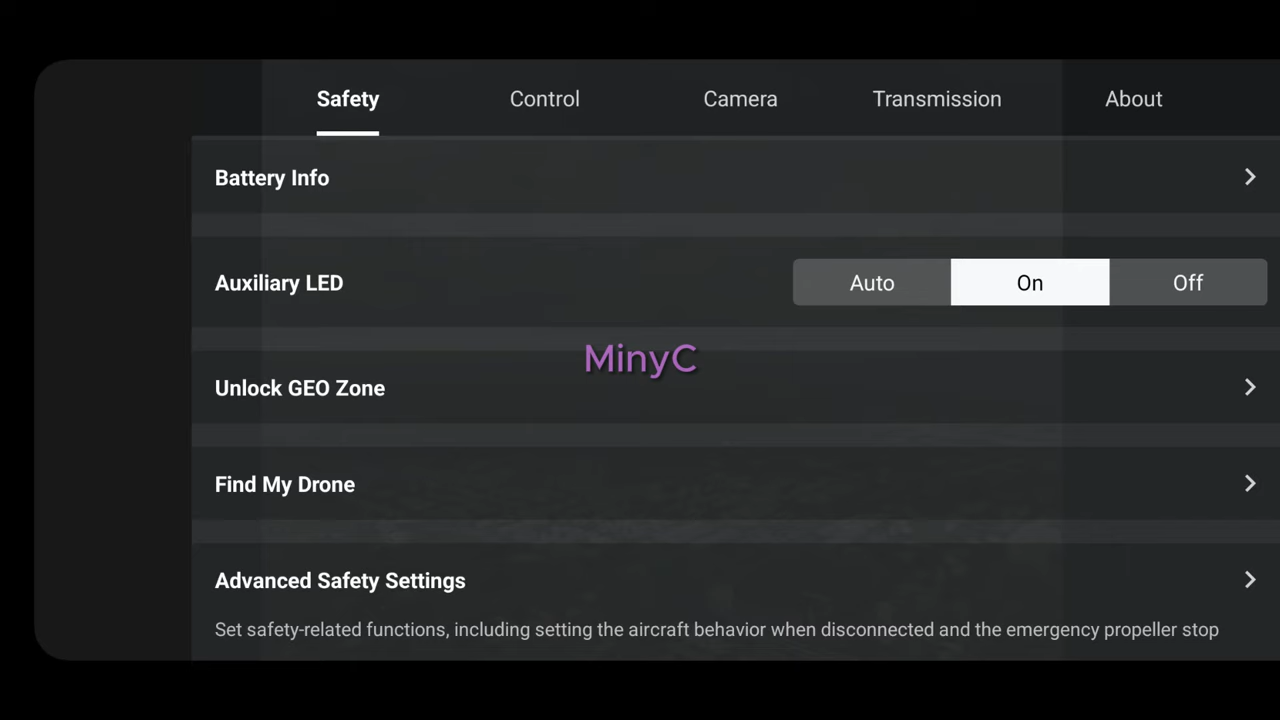 Safety Control Camera Transmission About
Battery Info
Auxiliary LED Auto On Off
MinyC
Unlock GEO Zone
Find My Drone
Advanced Safety Settings
Set safety-related functions, including setting the aircraft behavior when disconnected and the emergency propeller stop